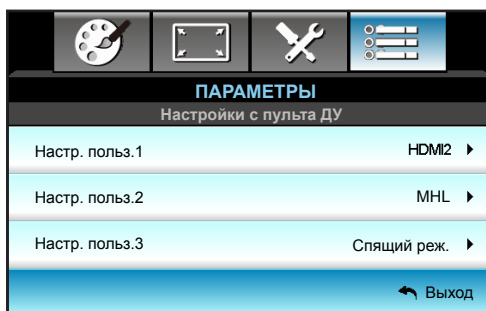 ПАРАМЕТРЫ
Настройки с пульта ДУ
Настр. польз.1 HDMI2
Настр. польз.2 MHL
Настр. польз.3 Спящий реж.
Выход